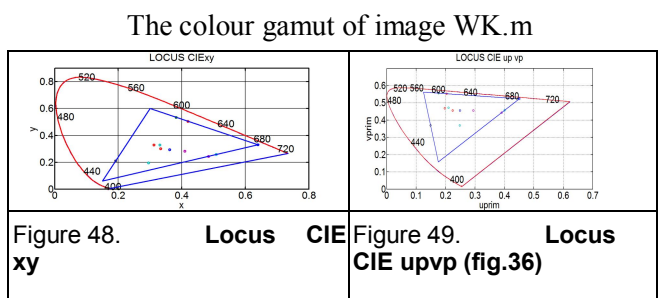 The colour gamut of image WK.m
LOCUS CIExy
0.8
0.6
0.4
0.2
0
0 0.2 0.4 0.6 0.8
y
x
520
560
480
600
640
680
720
440
400
LOCUS CIE up vp
0.6
0.5
0.4
0.3
0.2
0.1
0
0 0.1 0.2 0.3 0.4 0.5 0.6 0.7
vprim
uprim
520 560 600 640
480
680
720
440
400
Figure 48. Locus CIE
xy
Figure 49. Locus
CIE upvp (fig.36)